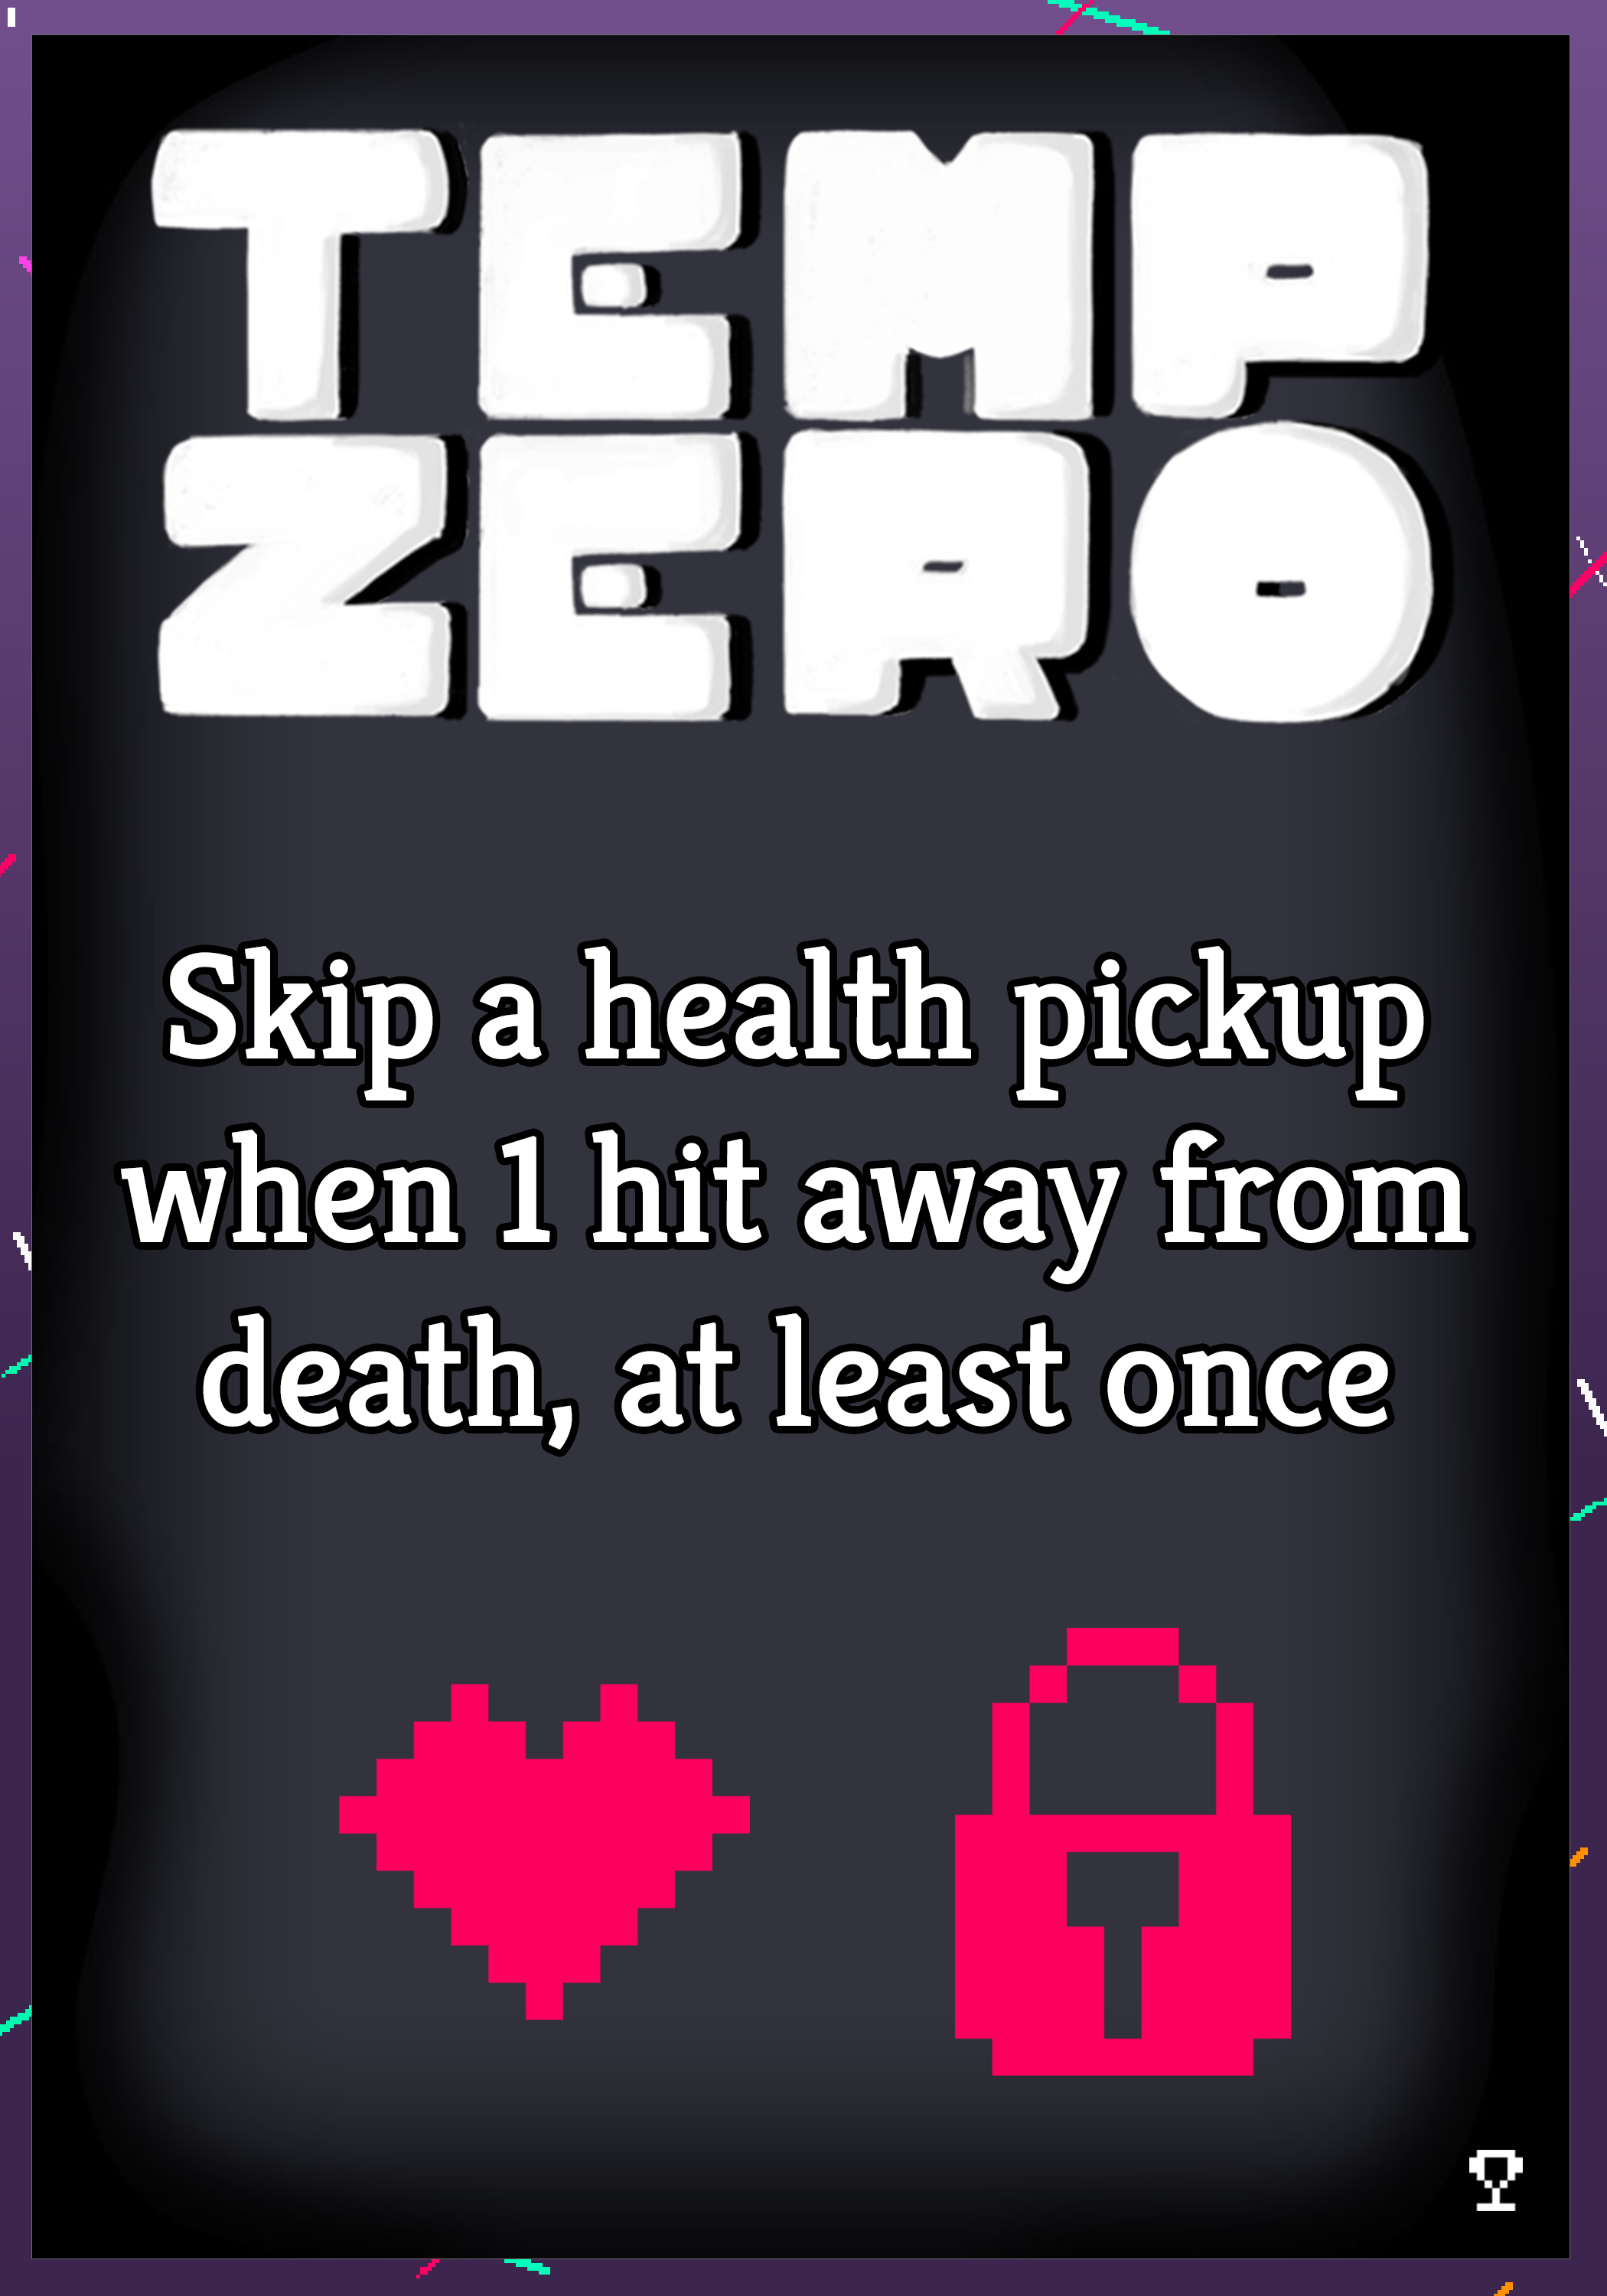 TEMP
ZERO
Skip a health pickup
when 1 hit away from
death, at least once